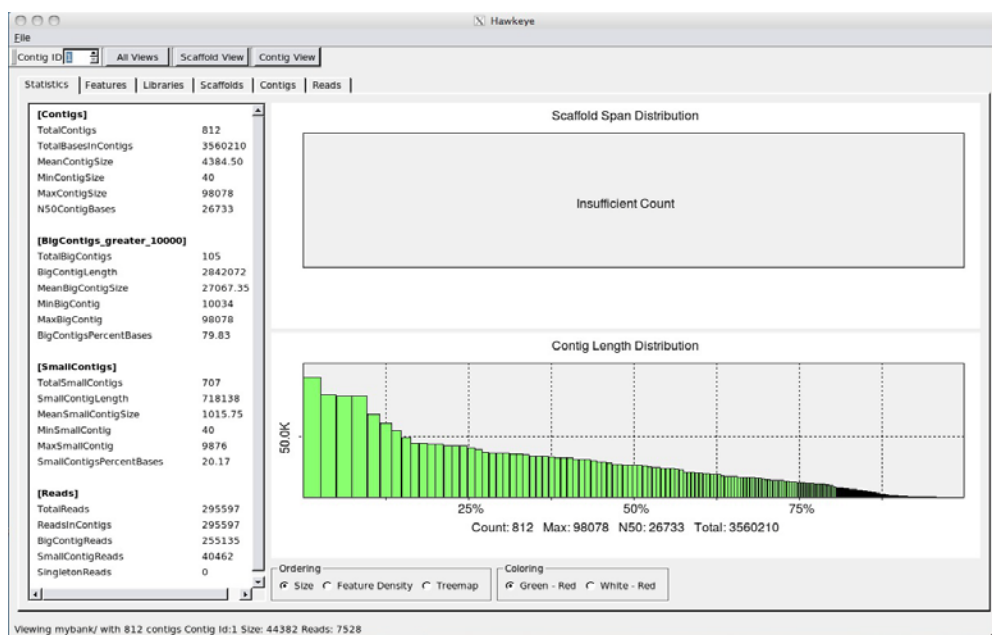 Hawkeye
File
Contig ID 1 All Views Scaffold View Contig View
Statistics Features Libraries Scaffolds Contigs Reads
[Contigs]
TotalContigs 812
TotalBasesInContigs 3560210
MeanContigSize 4384.50
MinContigSize 40
MaxContigSize 98078
N50ContigBases 26733
[BigContigs_greater_10000]
TotalBigContigs 105
BigContigLength 2842072
MeanBigContigSize 27067.35
MinBigContig 10034
MaxBigContig 98078
BigContigsPercentBases 79.83
[SmallContigs]
TotalSmallContigs 707
SmallContigLength 718138
MeanSmallContigSize 1015.75
MinSmallContig 40
MaxSmallContig 9876
SmallContigsPercentBases 20.17
[Reads]
TotalReads 295597
ReadsInContigs 295597
BigContigReads 255135
SmallContigReads 40462
SingletonReads 0
Scaffold Span Distribution
Insufficient Count
Contig Length Distribution
50.0K
25% 50% 75%
Count: 812 Max: 98078 N50: 26733 Total: 3560210
Ordering
Size Feature Density Treemap
Coloring
Green - Red White - Red
Viewing mybank/ with 812 contigs Contig Id:1 Size: 44382 Reads: 7528